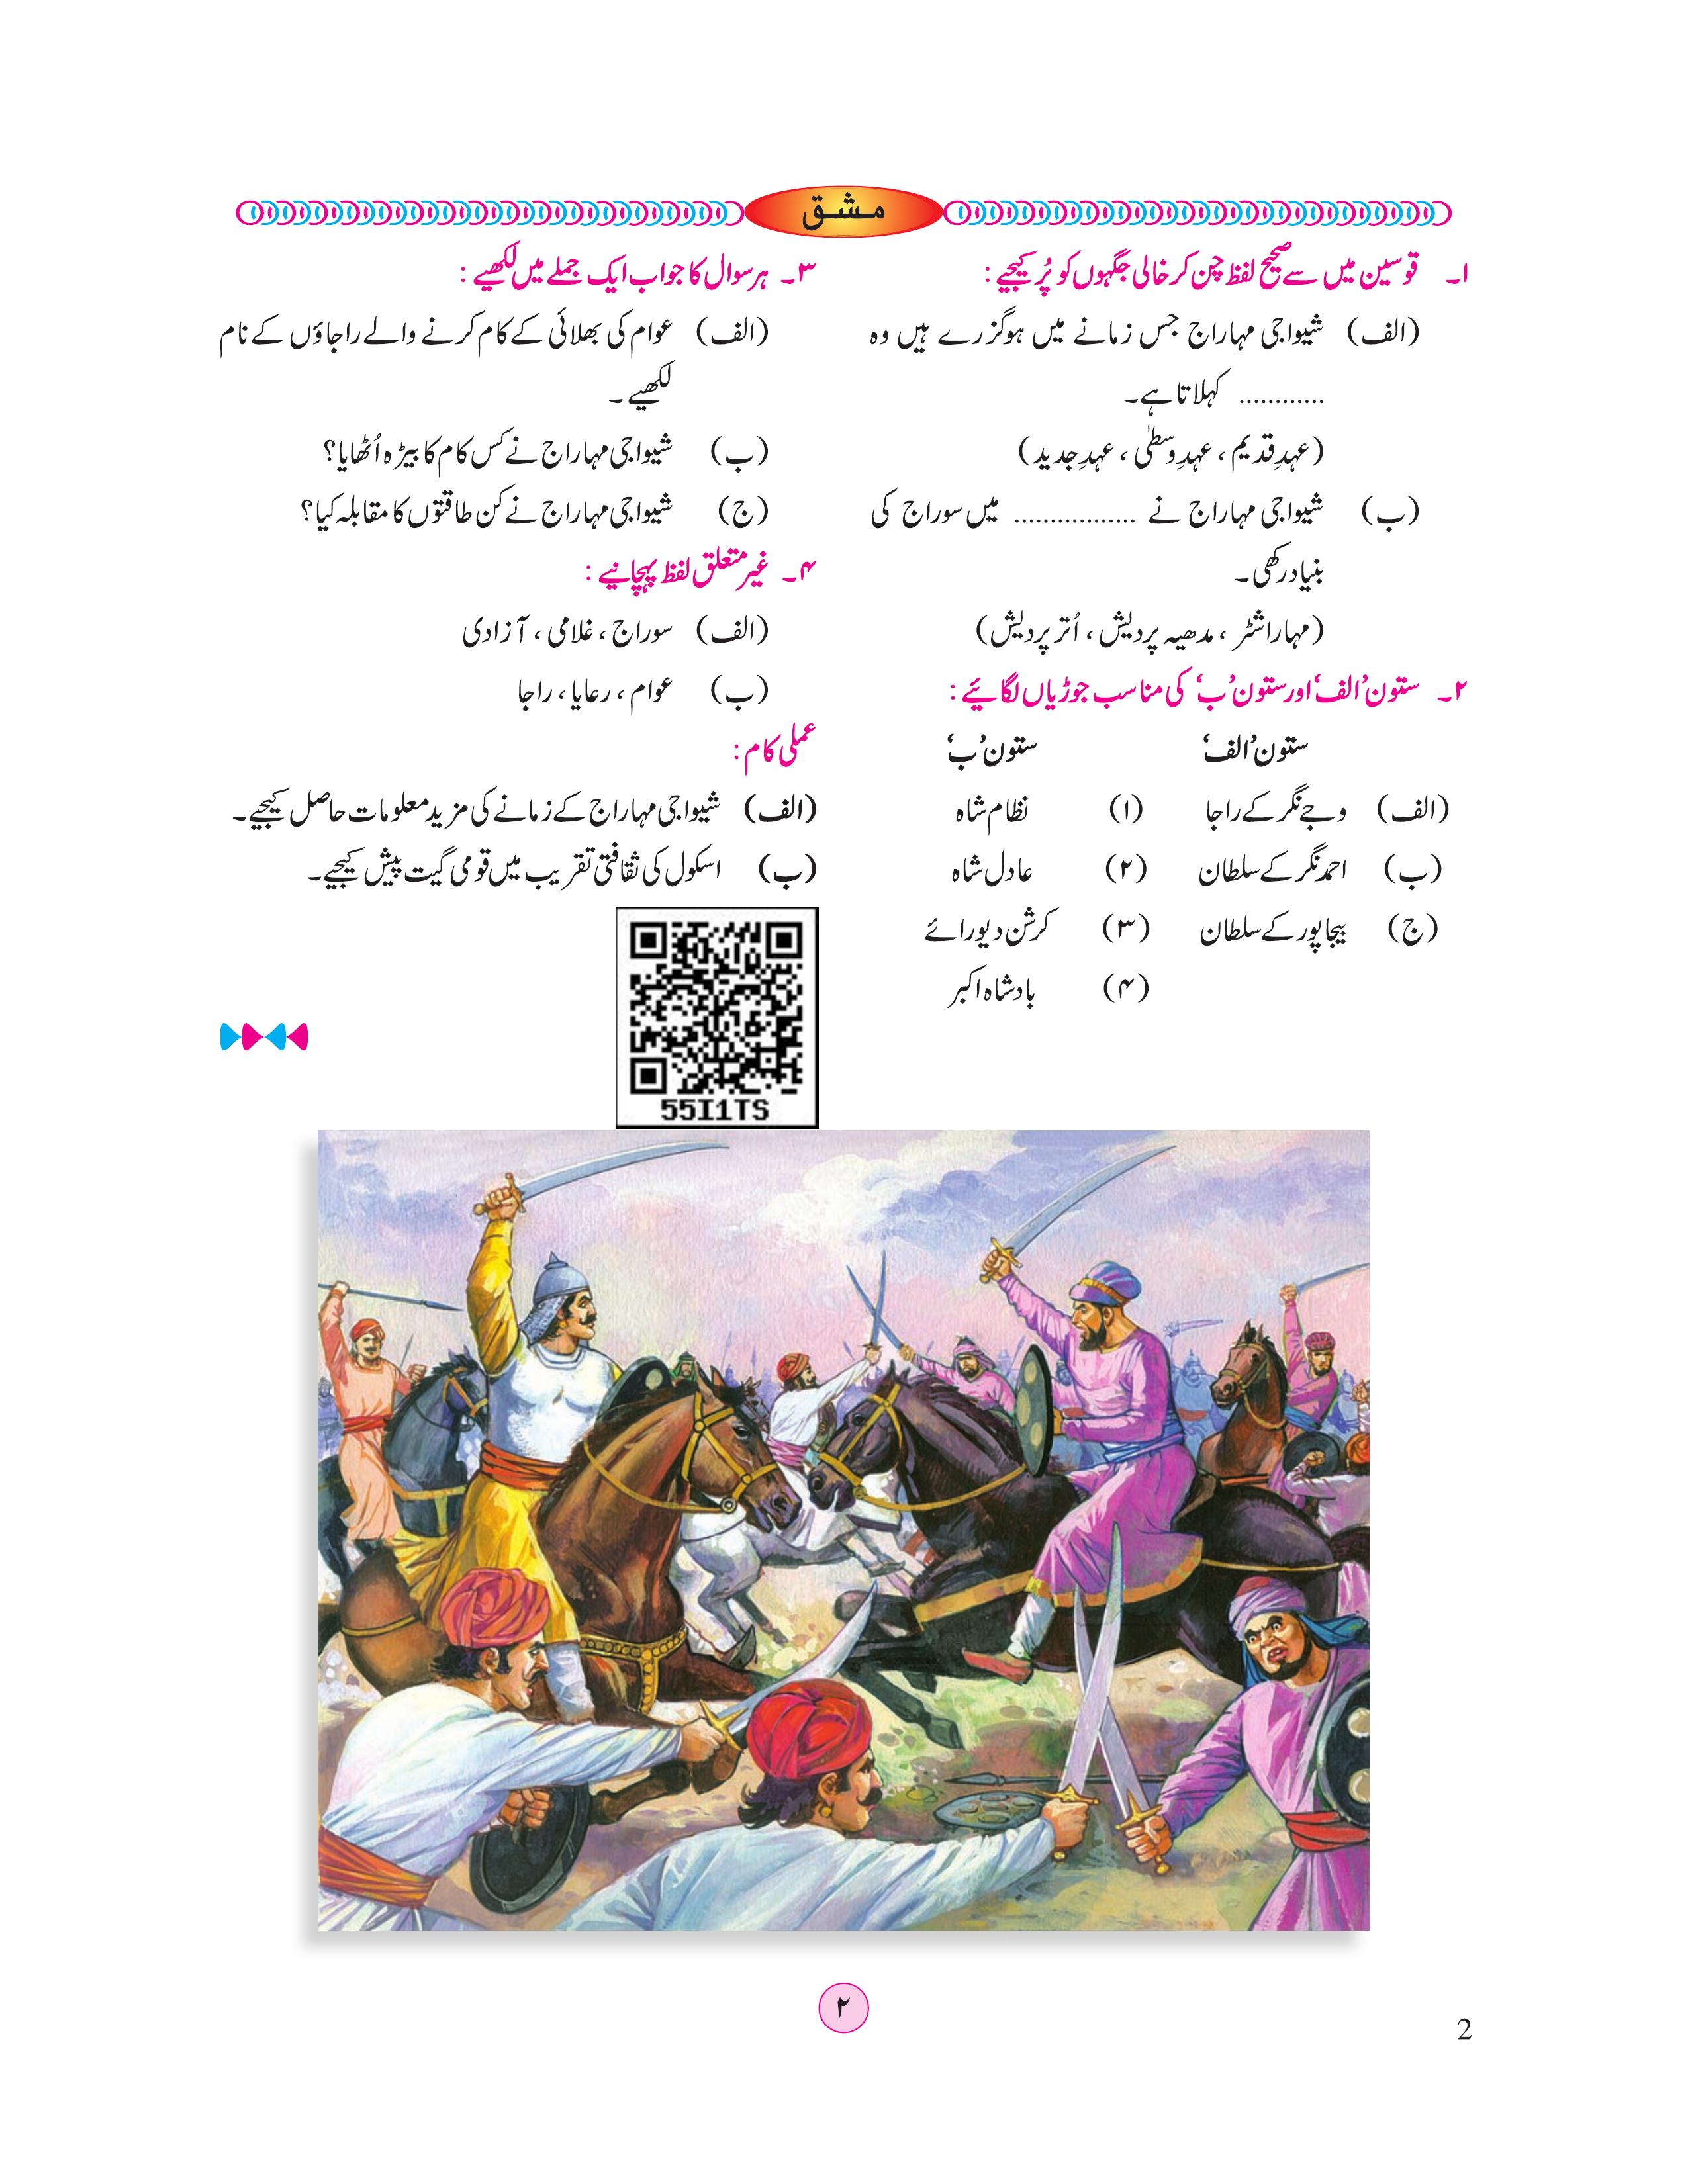 مشق
۱۔ قوسین میں سے صحیح لفظ چن کر خالی جگہوں کو پُر کیجیے :
(الف) شیواجی مہاراج جس زمانے میں ہوگزرے ہیں وہ
............ کہلاتا ہے۔
(عہدِ قدیم ، عہدِ وسطٰی ، عہدِ جدید)
(ب) شیواجی مہاراج نے ................. میں سوراج کی
بنیاد رکھی۔
(مہاراشٹر ، مدھیہ پردیش ، اُتر پردیش)
۲۔ ستون ’الف‘ اور ستون ’ب‘ کی مناسب جوڑیاں لگائیے :
ستون ’الف‘ ستون ’ب‘
(الف) وجے نگر کے راجا (۱) نظام شاہ
(ب) احمد نگر کے سلطان (۲) عادل شاہ
(ج) بیجاپور کے سلطان (۳) کرشن دیورائے
(۴) بادشاہ اکبر
۳۔ ہر سوال کا جواب ایک جملے میں لکھیے :
(الف) عوام کی بھلائی کے کام کرنے والے راجاؤں کے نام
لکھیے۔
(ب) شیواجی مہاراج نے کس کام کا بیڑہ اُٹھایا؟
(ج) شیواجی مہاراج نے کن طاقتوں کا مقابلہ کیا؟
۴۔ غیر متعلق لفظ پہچانیے :
(الف) سوراج ، غلامی ، آزادی
(ب) عوام ، رعایا ، راجا
عملی کام :
(الف) شیواجی مہاراج کے زمانے کی مزید معلومات حاصل کیجیے۔
(ب) اسکول کی ثقافتی تقریب میں قومی گیت پیش کیجیے۔
55I1TS
۲
2